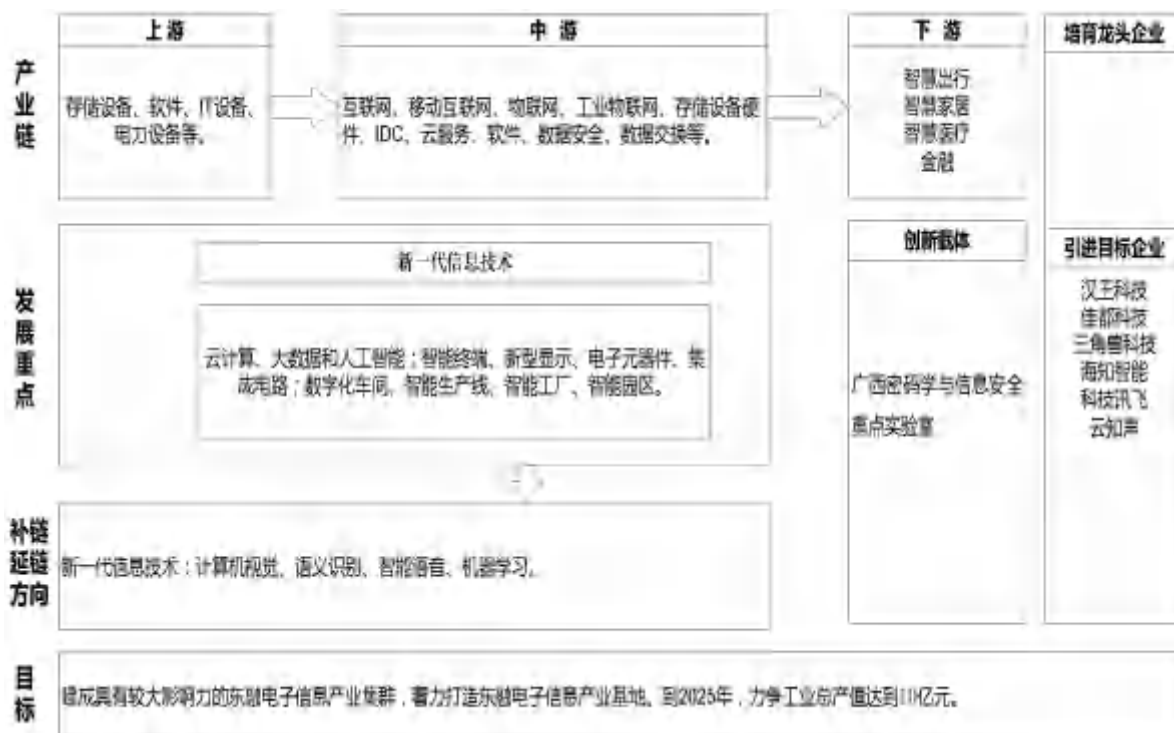 产业链
上游
存储设备、软件、IT设备、
电力设备等。
中游
互联网、移动互联网、物联网、工业物联网、存储设备硬
件、IDC、云服务、软件、数据安全、数据交换等。
下游
智慧出行
智慧家居
智慧医疗
金融
培育龙头企业
发展重点
新一代信息技术
云计算、大数据和人工智能；智能终端、新型显示、电子元器件、集
成电路；数字化车间、智能生产线、智能工厂、智能园区。
创新载体
广西密码学与信息安全
重点实验室
引进目标企业
汉王科技
佳都科技
三角兽科技
海知智能
科技讯飞
云知声
补链
延链
方向
新一代信息技术：计算机视觉、语义识别、智能语音、机器学习。
目标
建成具有较大影响力的东融电子信息产业集群，着力打造东融电子信息产业基地。到2025年，力争工业总产值达到亿元。